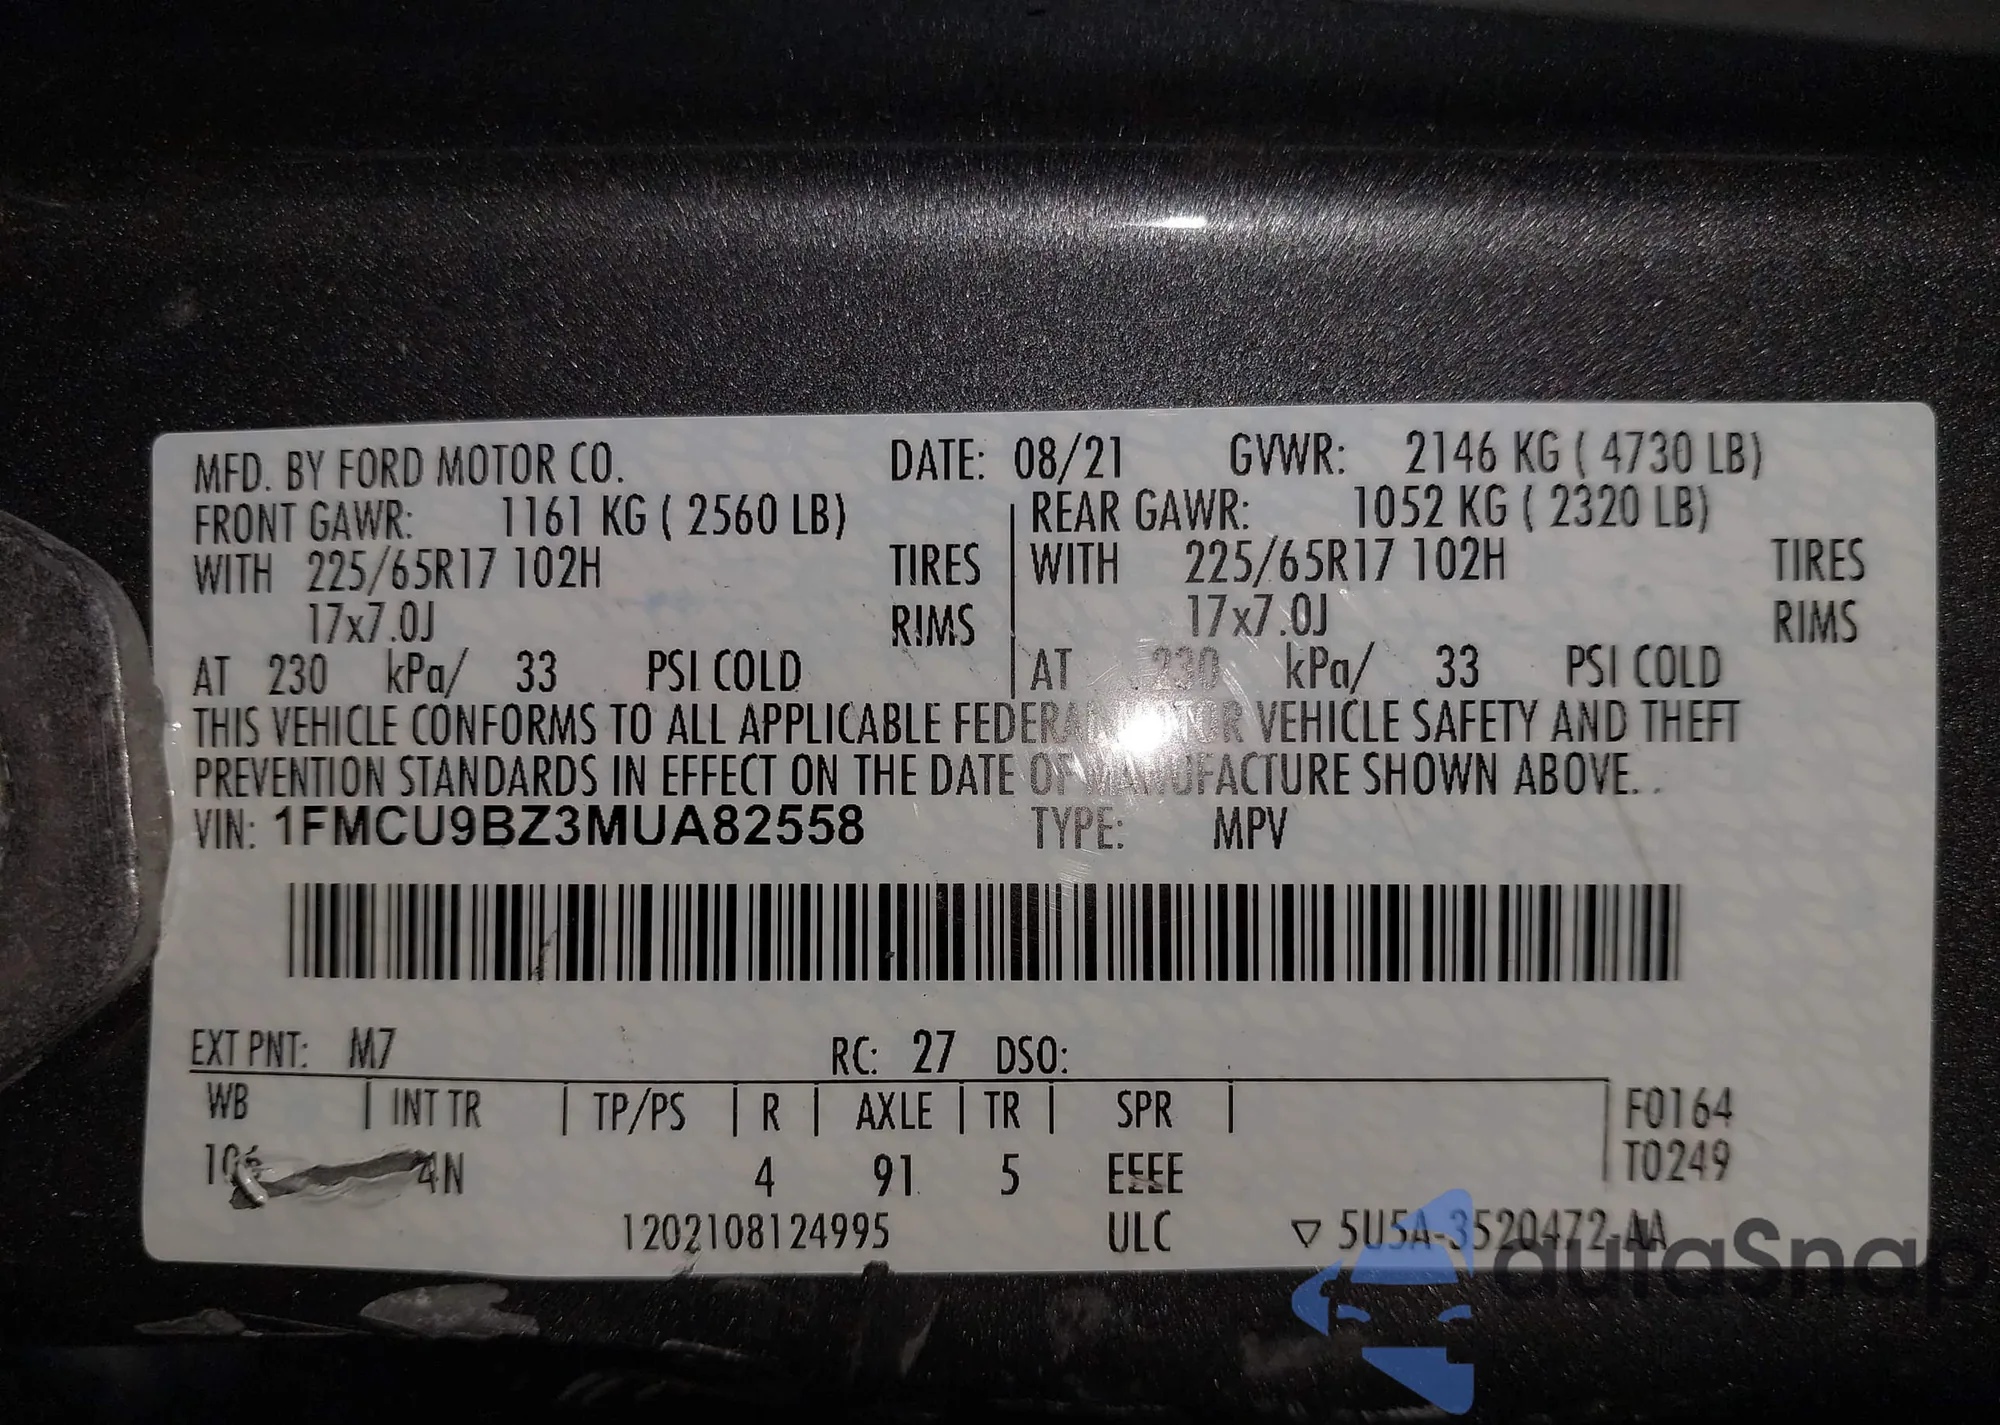 MFD. BY FORD MOTOR CO. DATE: 08/21 GVWR: 2146 KG ( 4730 LB)
FRONT GAWR: 1161 KG ( 2560 LB) REAR GAWR: 1052 KG ( 2320 LB)
WITH 225/65R17 102H TIRES WITH 225/65R17 102H TIRES
17x7.0J RIMS 17x7.0J RIMS
AT 230 kPa/ 33 PSI COLD AT 230 kPa/ 33 PSI COLD
THIS VEHICLE CONFORMS TO ALL APPLICABLE FEDERAL MOTOR VEHICLE SAFETY AND THEFT
PREVENTION STANDARDS IN EFFECT ON THE DATE OF MANUFACTURE SHOWN ABOVE.
VIN: 1FMCU9BZ3MUA82558 TYPE: MPV
EXT PNT: M7 RC: 27 DSO:
WB INT TR TP/PS R AXLE TR SPR F0164
4N 4 91 5 EEEE T0249
1202108124995 ULC 5U5A-3520472-AA
autoSnap